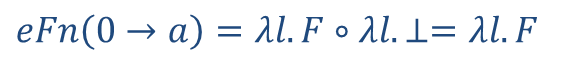 eFn(0 → a) = λl. F ∘ λl. ⊥= λl. F